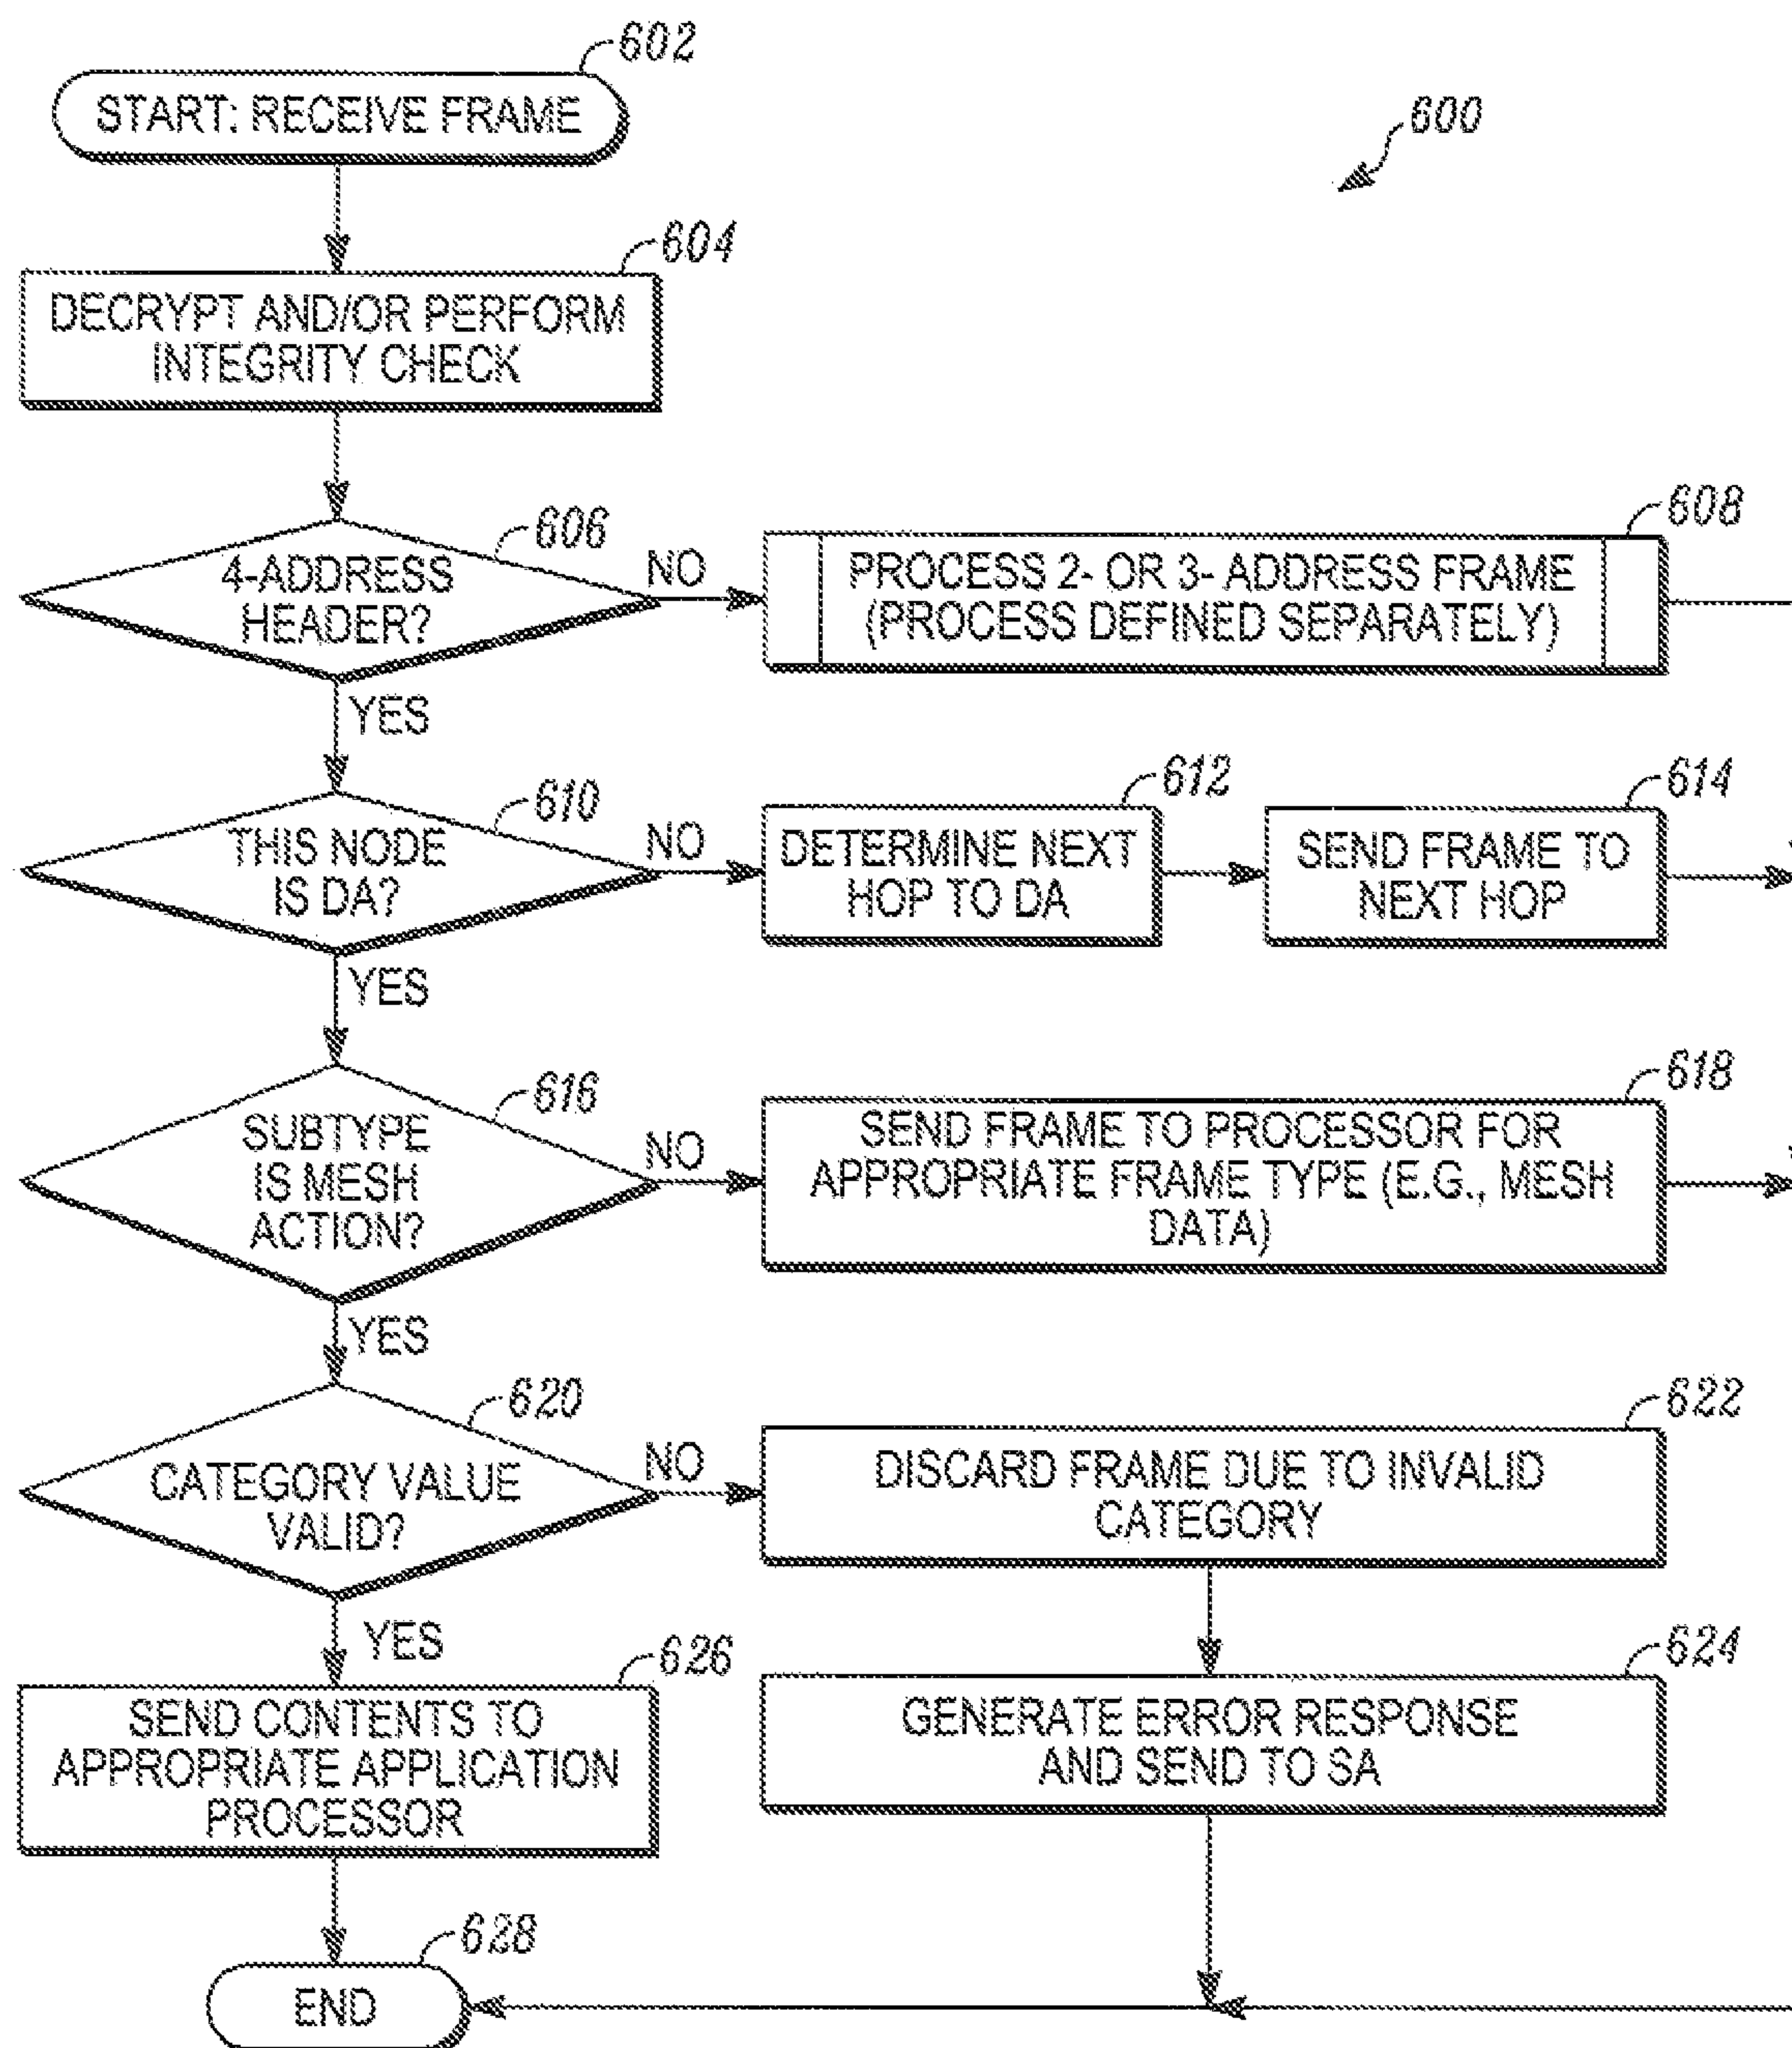 602
START: RECEIVE FRAME
600
604
DECRYPT AND/OR PERFORM
INTEGRITY CHECK
606
4-ADDRESS
HEADER?
NO
608
PROCESS 2- OR 3- ADDRESS FRAME
(PROCESS DEFINED SEPARATELY)
YES
610
THIS NODE
IS DA?
NO
612
DETERMINE NEXT
HOP TO DA
614
SEND FRAME TO
NEXT HOP
YES
616
SUBTYPE
IS MESH
ACTION?
NO
618
SEND FRAME TO PROCESSOR FOR
APPROPRIATE FRAME TYPE (E.G., MESH
DATA)
YES
620
CATEGORY VALUE
VALID?
NO
622
DISCARD FRAME DUE TO INVALID
CATEGORY
YES
626
SEND CONTENTS TO
APPROPRIATE APPLICATION
PROCESSOR
624
GENERATE ERROR RESPONSE
AND SEND TO SA
628
END